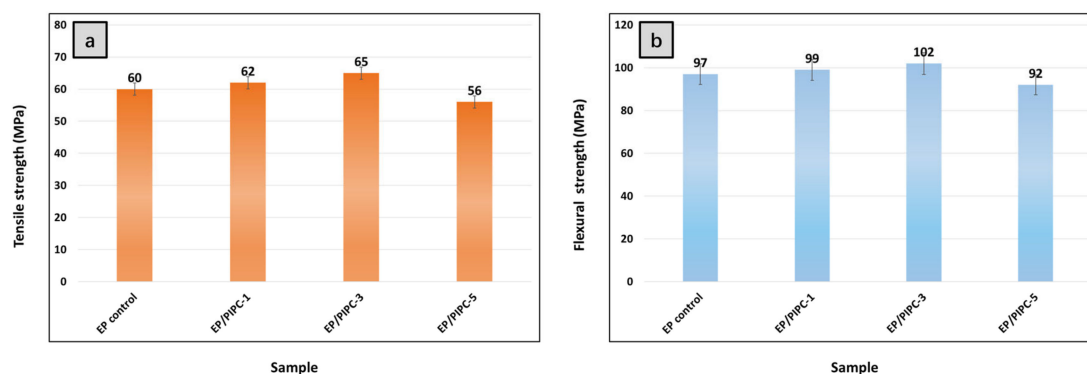 a
Tensile strength (MPa)
80
70
60
50
40
30
20
10
0
60
62
65
56
EP control
EP/PIPC-1
EP/PIPC-3
EP/PIPC-5
Sample
b
Flexural strength (MPa)
120
100
80
60
40
20
0
97
99
102
92
EP control
EP/PIPC-1
EP/PIPC-3
EP/PIPC-5
Sample